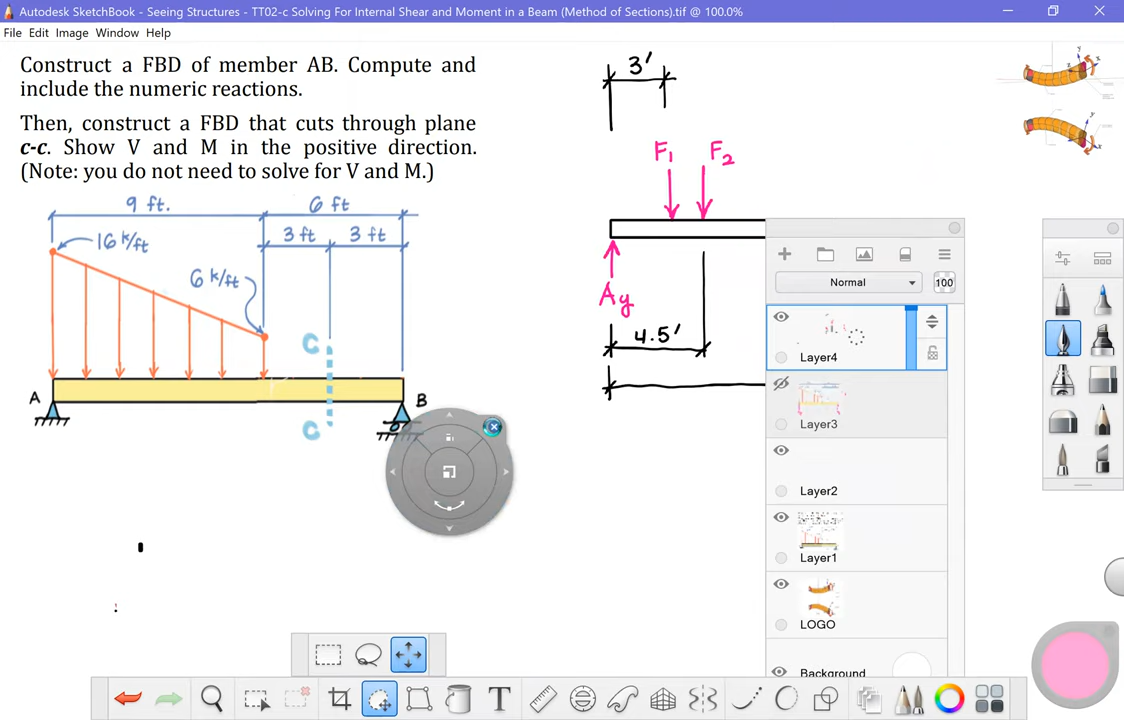 Autodesk SketchBook - Seeing Structures - TT02-c Solving For Internal Shear and Moment in a Beam (Method of Sections).tif @ 100.0%
File Edit Image Window Help
Construct a FBD of member AB. Compute and
include the numeric reactions.
Then, construct a FBD that cuts through plane
c-c. Show V and M in the positive direction.
(Note: you do not need to solve for V and M.)
9 ft.
6 ft
3 ft
3 ft
16 k/ft
6 k/ft
C
A
B
C
3'
F1
F2
Ay
4.5'
Normal
100
Layer4
Layer3
Layer2
Layer1
LOGO
Background
T